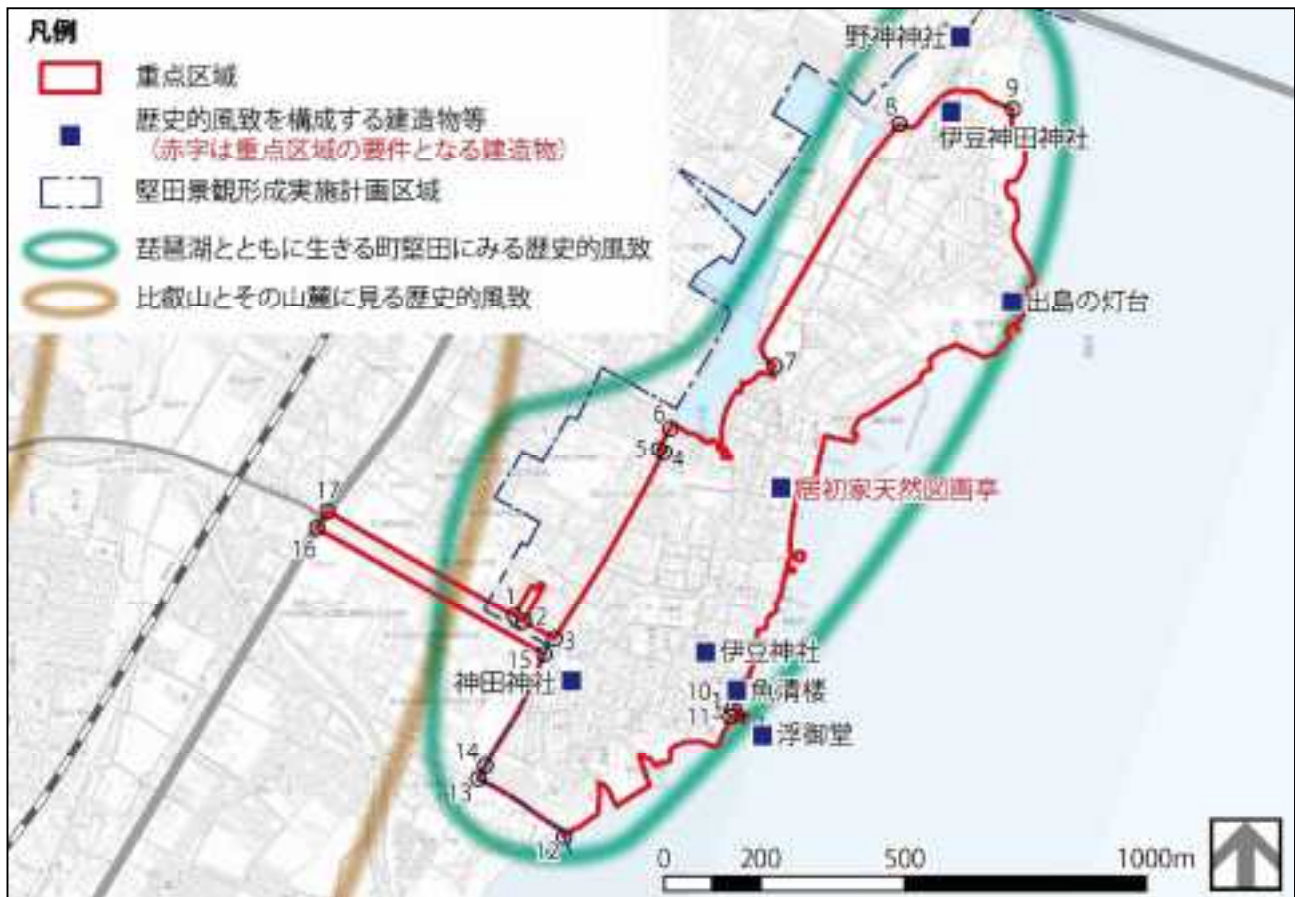 凡例
重点区域
歴史的風致を構成する建造物等
(赤字は重点区域の要件となる建造物)
堅田景観形成実施計画区域
琵琶湖とともに生きる町堅田にみる歴史的風致
比叡山とその山麓に見る歴史的風致
野神神社
8
9
伊豆神田神社
出島の灯台
7
6
5
4
居初家天然図画亭
17
16
1
2
3
15
神田神社
伊豆神社
10
魚清楼
11
浮御堂
14
13
12
0 200 500 1000m